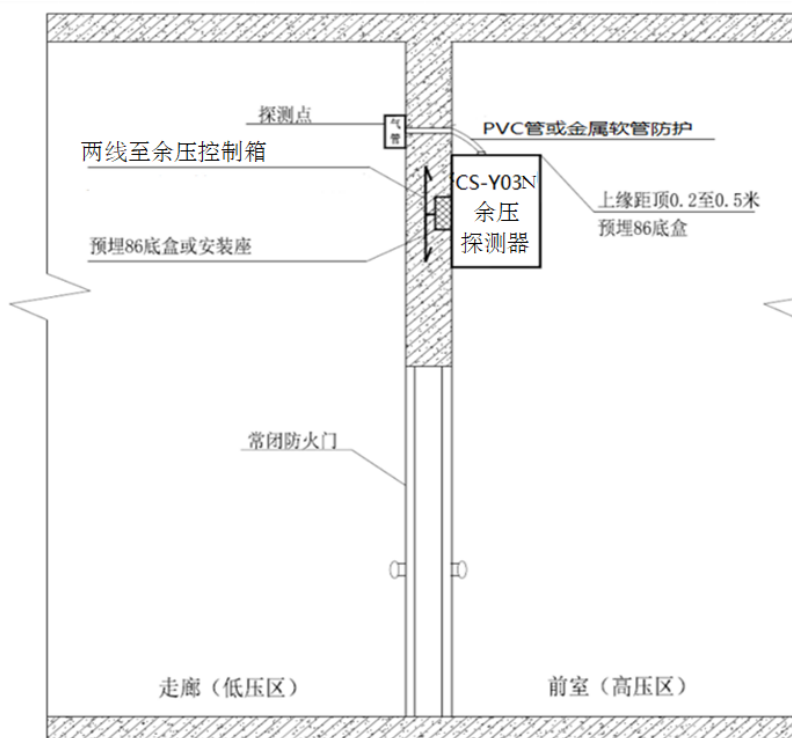 探测点
气管
PVC管或金属软管防护
两线至余压控制箱
CS-Y03N
余压
探测器
上缘距顶0.2至0.5米
预埋86底盒
预埋86底盒或安装座
常闭防火门
走廊（低压区）
前室（高压区）